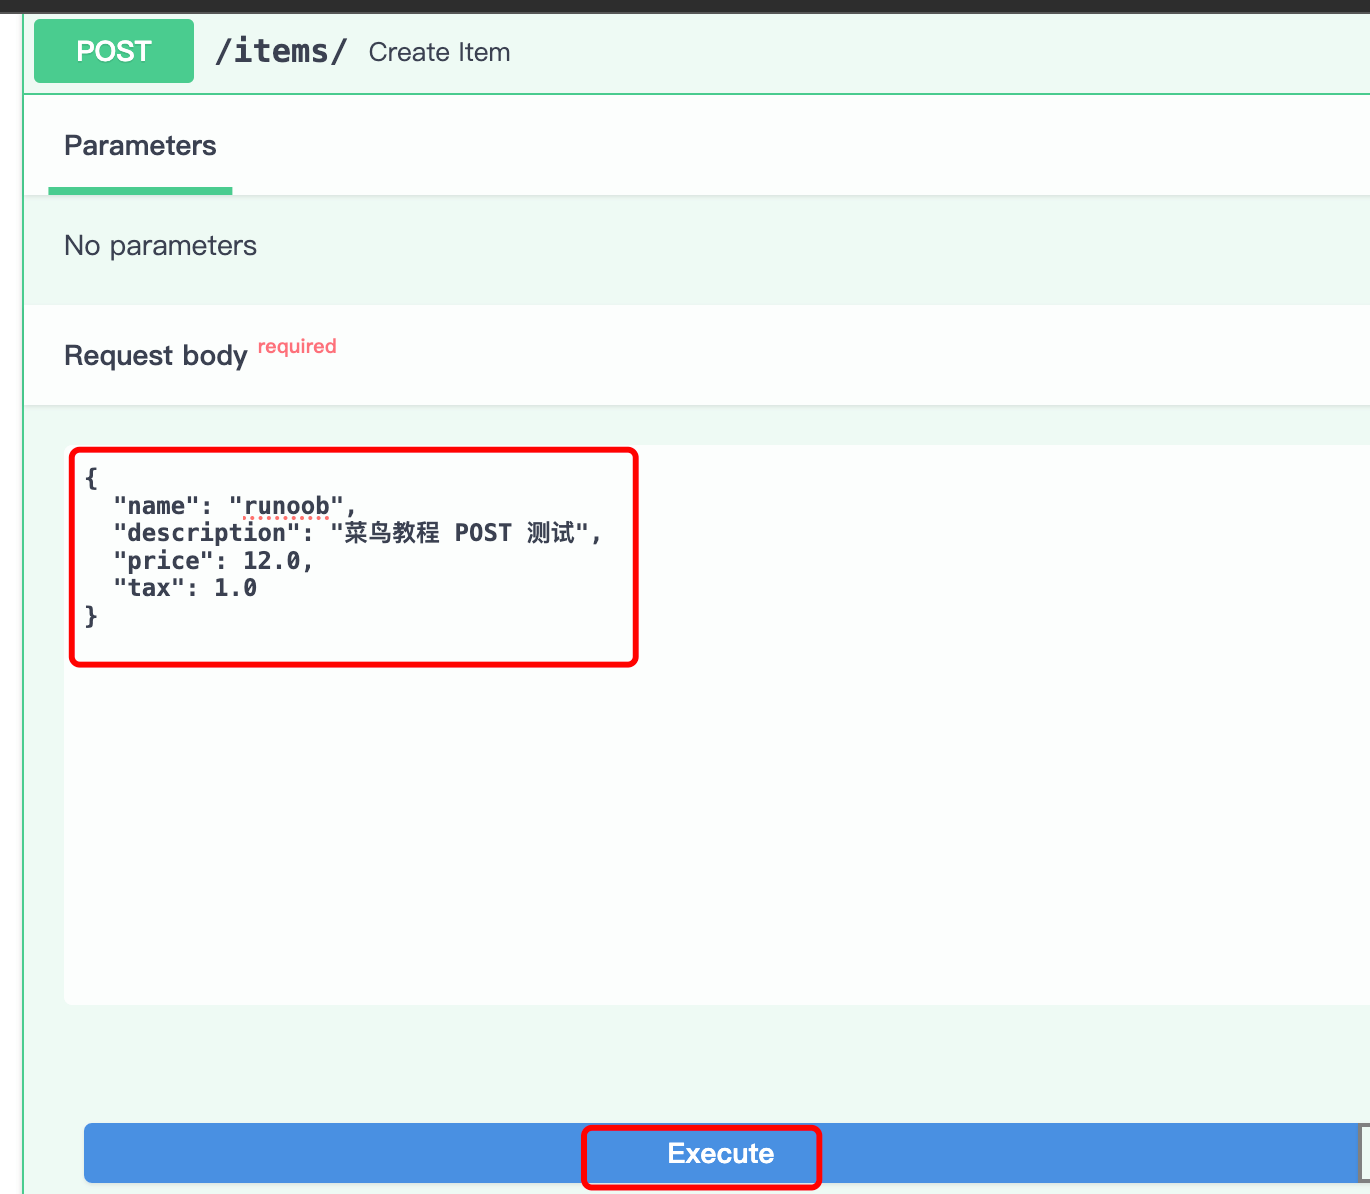 POST /items/ Create Item
Parameters
No parameters
Request body required
{
  "name": "runoob",
  "description": "菜鸟教程 POST 测试",
  "price": 12.0,
  "tax": 1.0
}
Execute